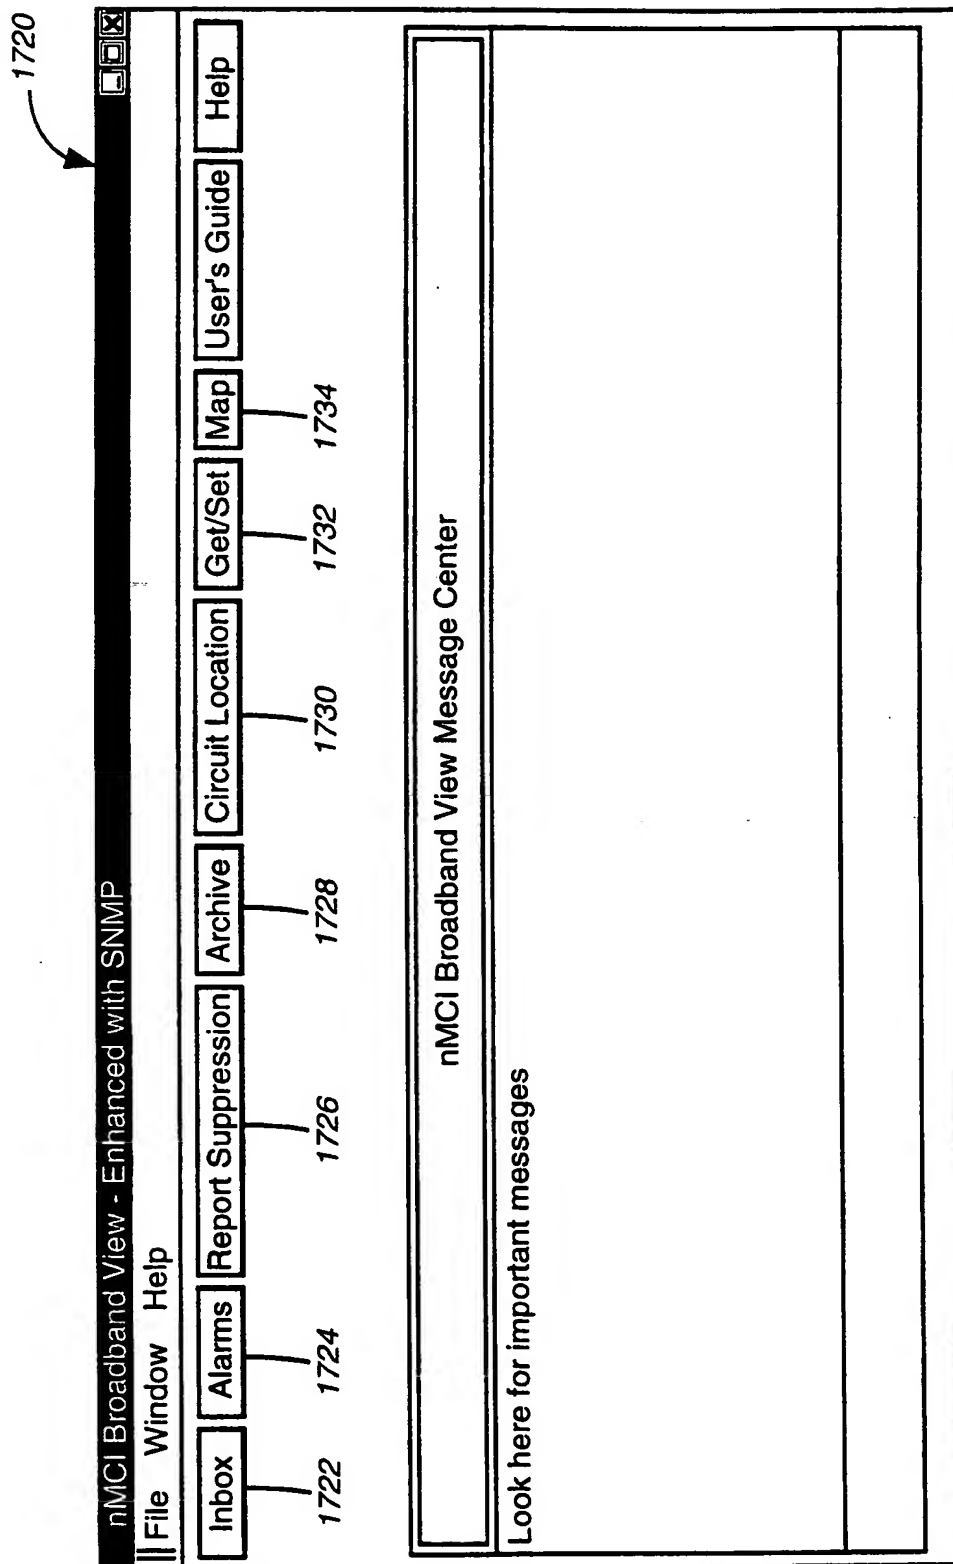 1720
nMCI Broadband View - Enhanced with SNMP
File Window Help
Inbox Alarms Report Suppression Archive Circuit Location Get/Set Map User's Guide Help
1722 1724 1726 1728 1730 1732 1734
nMCI Broadband View Message Center
Look here for important messages